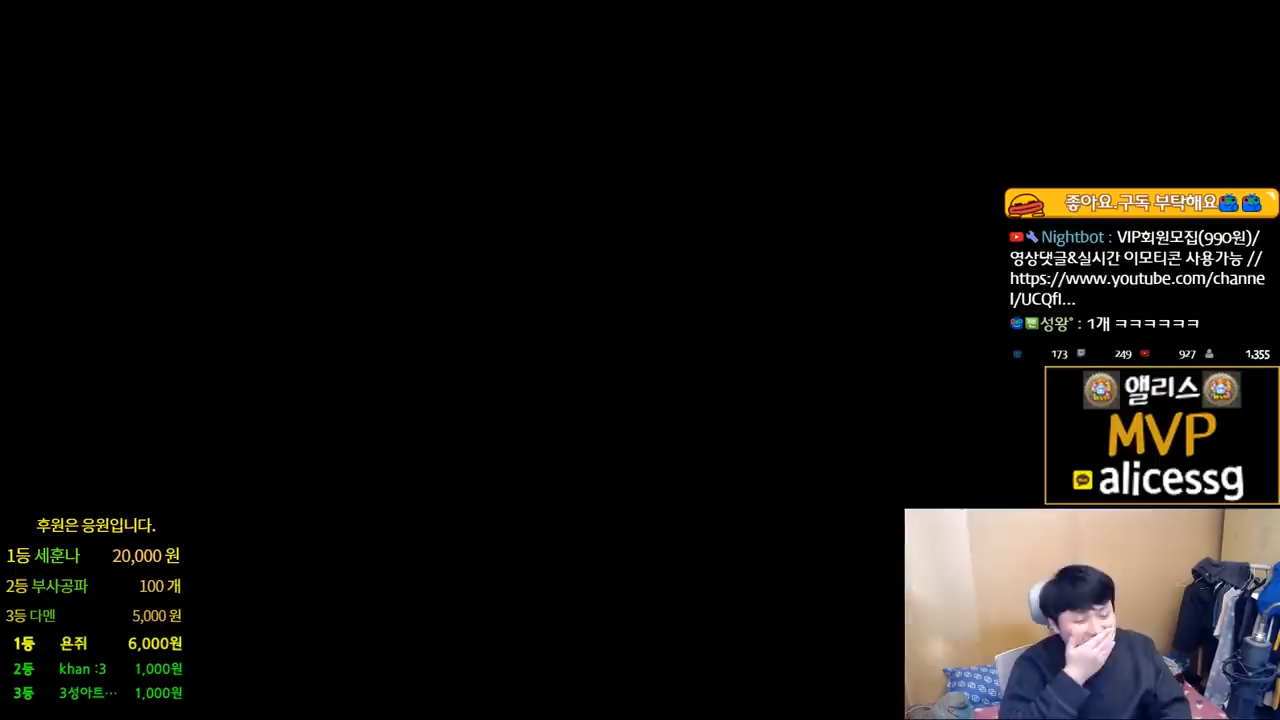 좋아요.구독 부탁해요
Nightbot : VIP회원모집(990원)/
영상댓글&실시간 이모티콘 사용가능 //
https://www.youtube.com/channe
l/UCQfI...
성왕° : 1개 ㅋㅋㅋㅋㅋㅋ
173 249 927 1,355
앨리스
MVP
alicessg
후원은 응원입니다.
1등 세훈나 20,000 원
2등 부사공파 100 개
3등 다멘 5,000 원
1등 욘쥐 6,000원
2등 khan :3 1,000원
3등 3성아트… 1,000원